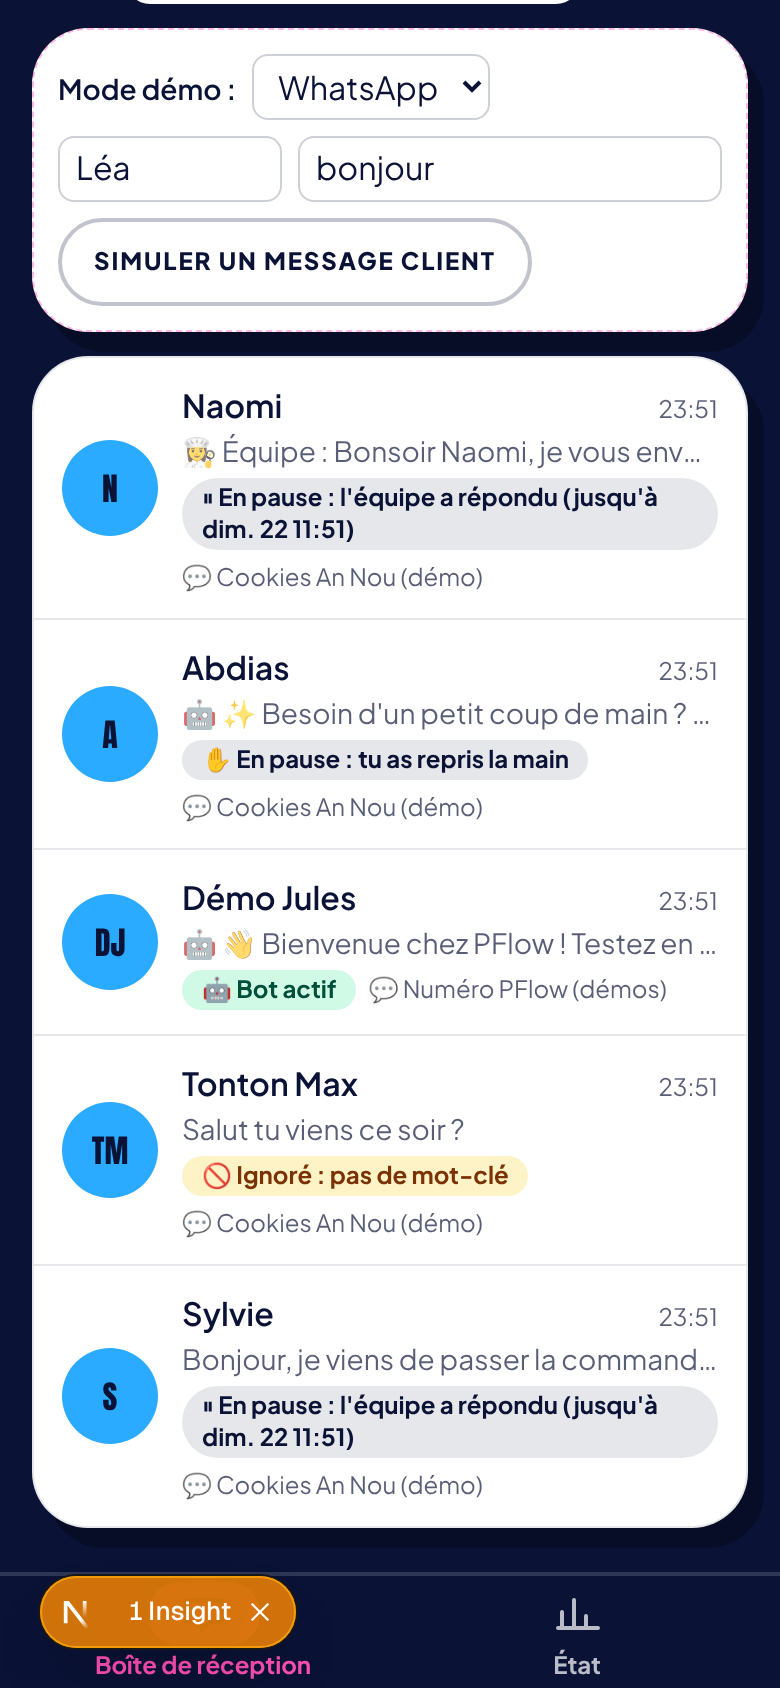 Mode démo : WhatsApp
Léa bonjour
SIMULER UN MESSAGE CLIENT
Naomi 23:51
👩‍🍳 Équipe : Bonsoir Naomi, je vous env...
N
⏸ En pause : l'équipe a répondu (jusqu'à
dim. 22 11:51)
💬 Cookies An Nou (démo)
Abdias 23:51
🤖 ✨ Besoin d'un petit coup de main ? ...
A
✋ En pause : tu as repris la main
💬 Cookies An Nou (démo)
Démo Jules 23:51
🤖 👋 Bienvenue chez PFlow ! Testez en ...
DJ
🤖 Bot actif 💬 Numéro PFlow (démos)
Tonton Max 23:51
Salut tu viens ce soir ?
TM
🚫 Ignoré : pas de mot-clé
💬 Cookies An Nou (démo)
Sylvie 23:51
Bonjour, je viens de passer la command...
S
⏸ En pause : l'équipe a répondu (jusqu'à
dim. 22 11:51)
💬 Cookies An Nou (démo)
N 1 Insight
Boîte de réception État